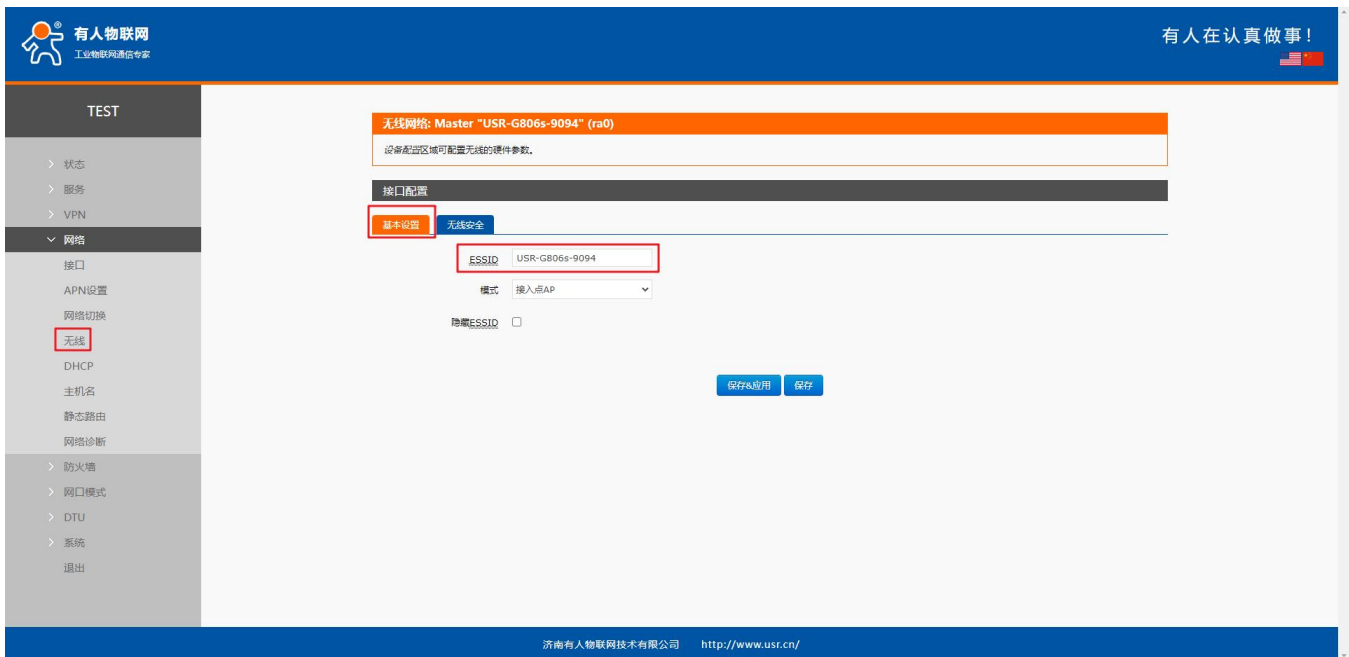 有人物联网
工业物联网通信专家
有人在认真做事!
TEST
状态
服务
VPN
网络
接口
APN设置
网络切换
无线
DHCP
主机名
静态路由
网络诊断
防火墙
网口模式
DTU
系统
退出
无线网络: Master "USR-G806s-9094" (ra0)
设备配置区域可配置无线的硬件参数。
接口配置
基本设置 无线安全
ESSID USR-G806s-9094
模式 接入点AP
隐藏ESSID
保存&应用 保存
济南有人物联网技术有限公司 http://www.usr.cn/